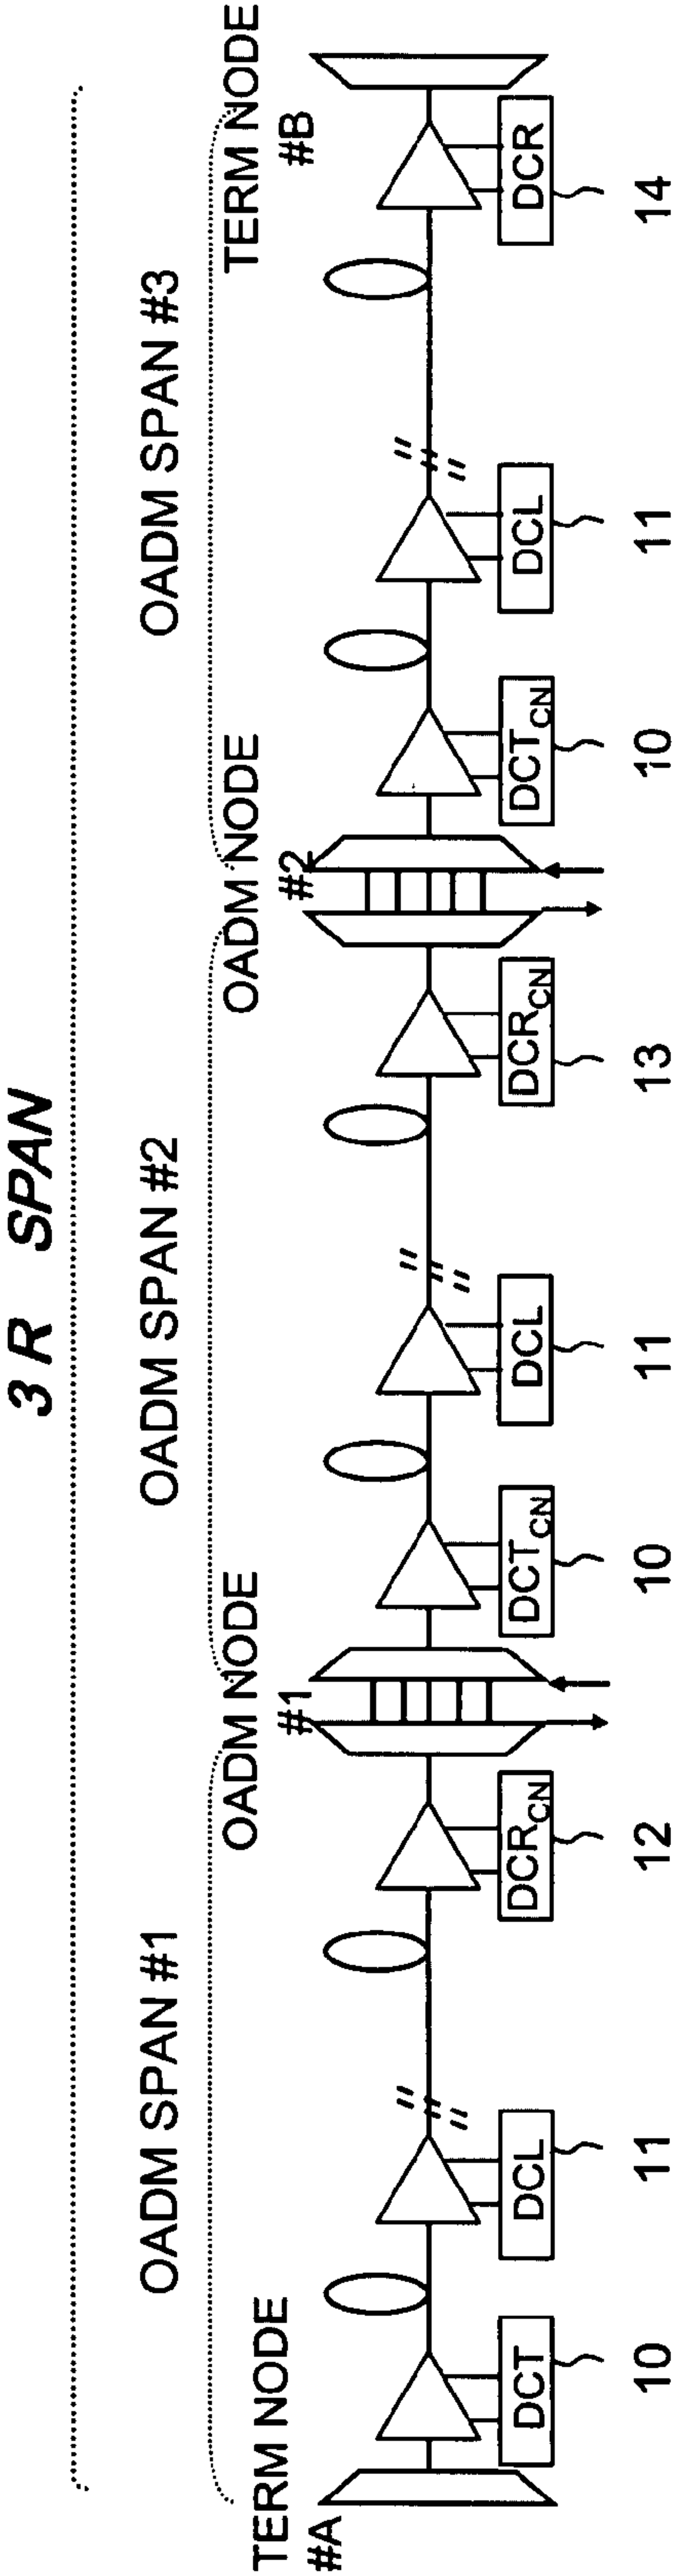 3R SPAN
OADM SPAN #1
OADM SPAN #2
OADM SPAN #3
TERM NODE
#A
OADM NODE
#1
OADM NODE
#2
TERM NODE
#B
DCT
DCL
DCR_CN
DCT_CN
DCL
DCR_CN
DCT_CN
DCL
DCR
10
11
12
10
11
13
10
11
14